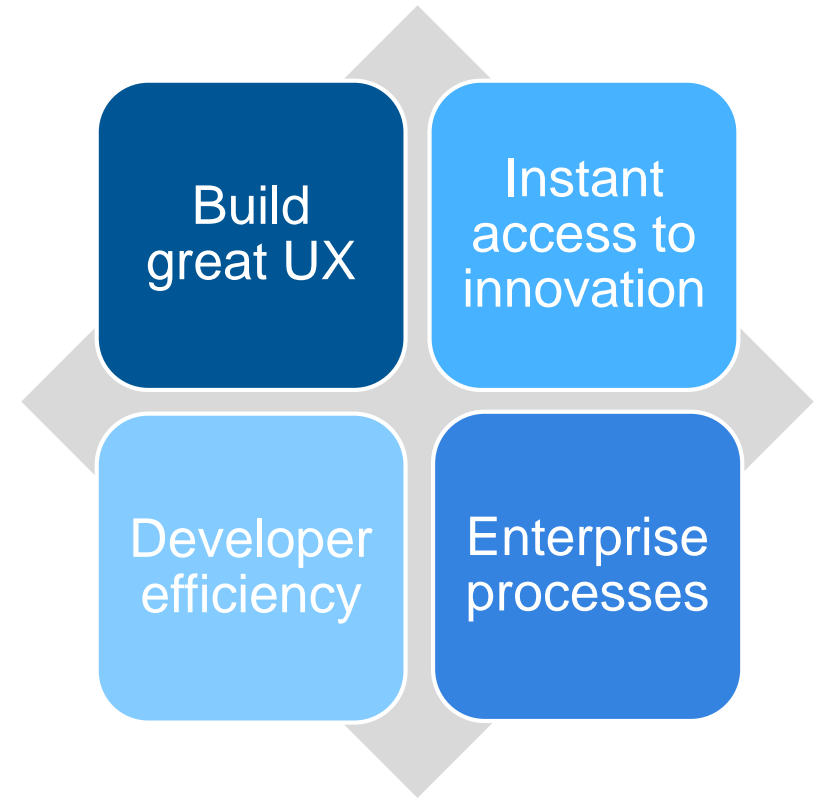 Build
great UX
Instant
access to
innovation
Developer
efficiency
Enterprise
processes